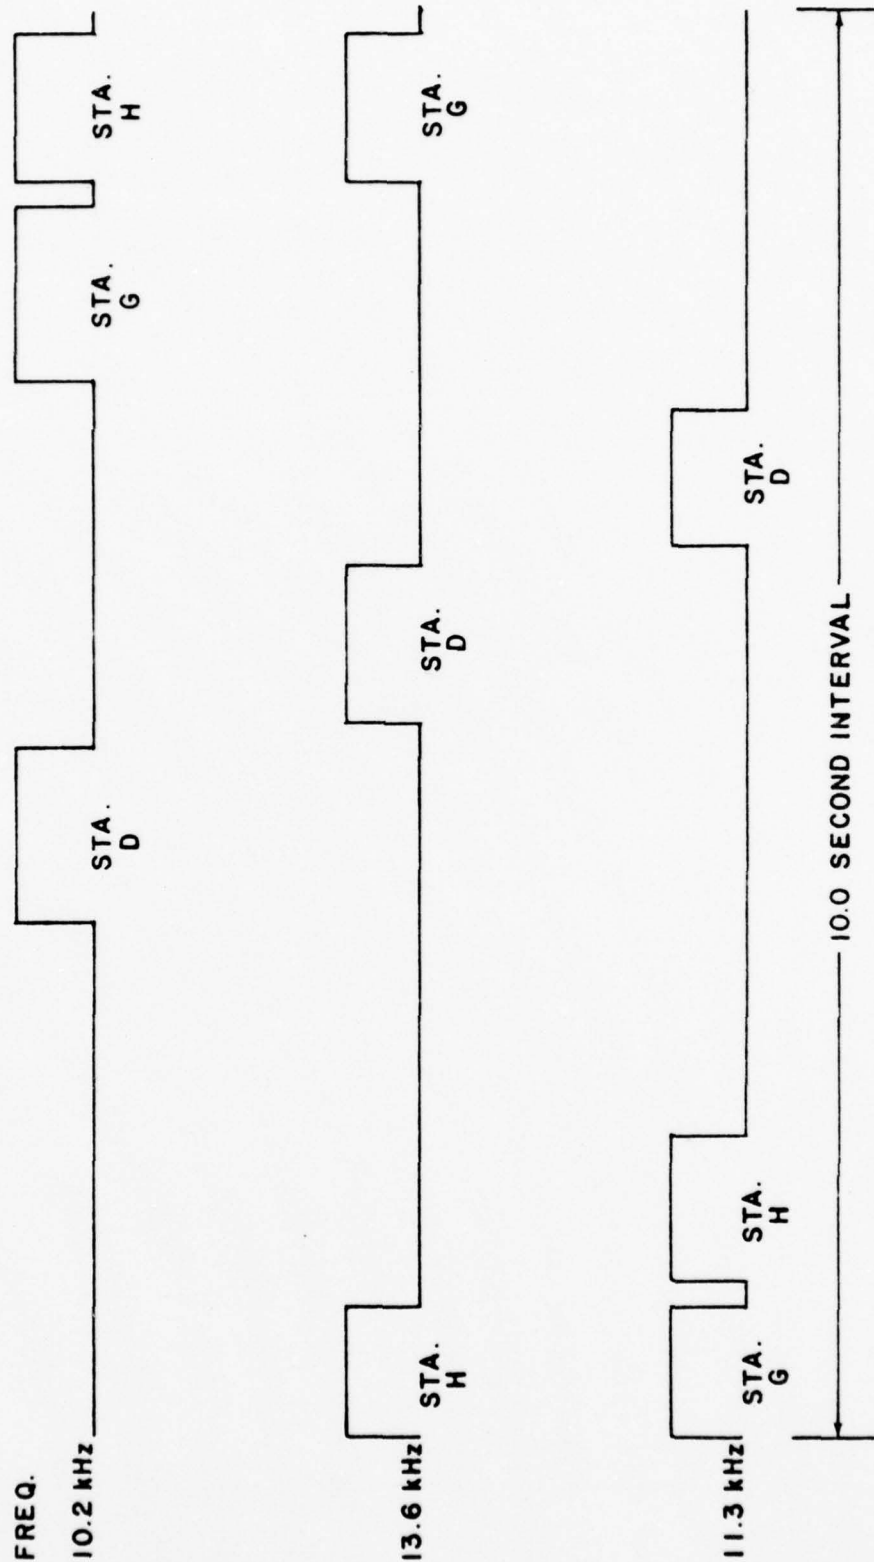 FREQ.
10.2 kHz
STA.
D
STA.
G
STA.
H
13.6 kHz
STA.
H
STA.
D
STA.
G
11.3 kHz
STA.
G
STA.
H
STA.
D
10.0 SECOND INTERVAL